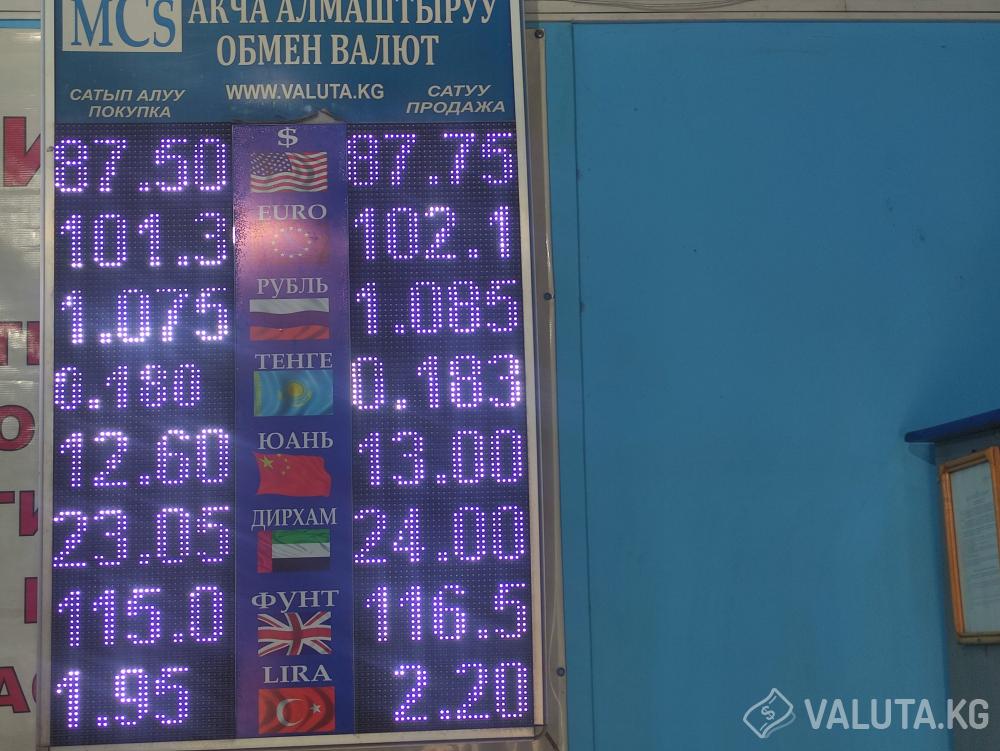 MCS
АКЧА АЛМАШТЫРУУ
ОБМЕН ВАЛЮТ
САТЫП АЛУУ
ПОКУПКА
WWW.VALUTA.KG
САТУУ
ПРОДАЖА
87.50 $ 87.75
101.3 EURO 102.1
1.075 РУБЛЬ 1.085
0.180 ТЕНГЕ 0.183
12.60 ЮАНЬ 13.00
23.05 ДИРХАМ 24.00
115.0 ФУНТ 116.5
1.95 LIRA 2.20
VALUTA.KG